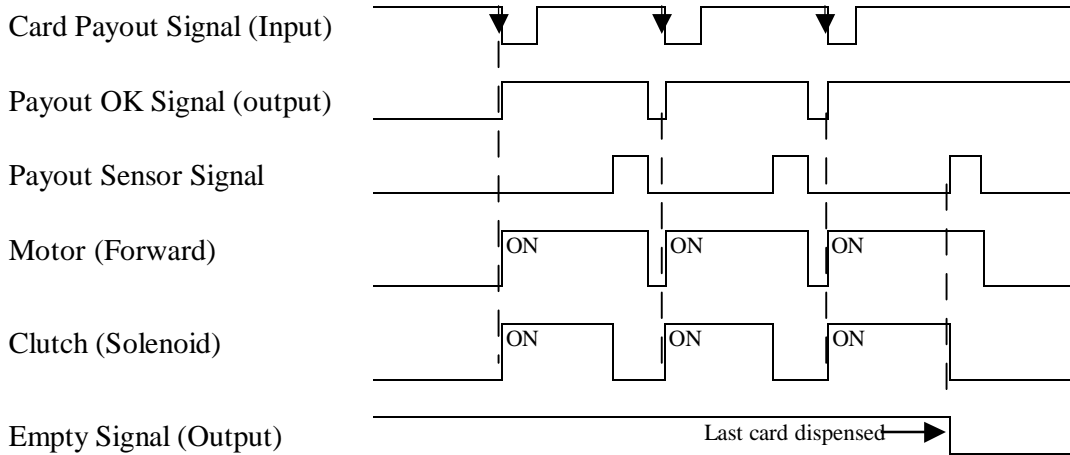 Card Payout Signal (Input)
Payout OK Signal (output)
Payout Sensor Signal
Motor (Forward)
ON
ON
ON
Clutch (Solenoid)
ON
ON
ON
Empty Signal (Output)
Last card dispensed